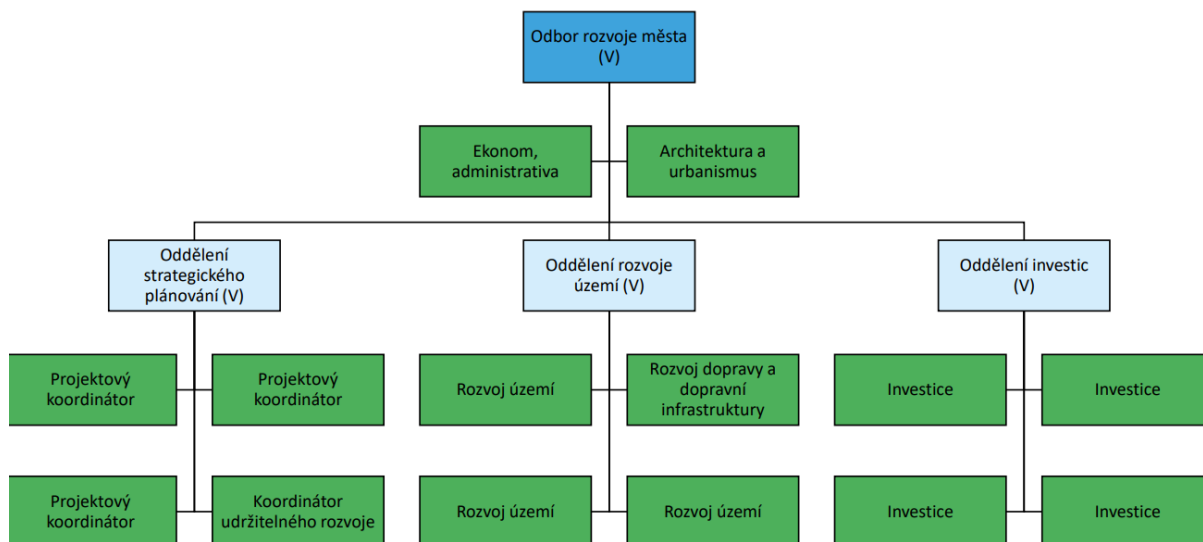 Odbor rozvoje města
(V)
Ekonom,
administrativa
Architektura a
urbanismus
Oddělení
strategického
plánování (V)
Oddělení rozvoje
území (V)
Oddělení investic
(V)
Projektový
koordinátor
Projektový
koordinátor
Rozvoj území
Rozvoj dopravy a
dopravní
infrastruktury
Investice
Investice
Projektový
koordinátor
Koordinátor
udržitelného rozvoje
Rozvoj území
Rozvoj území
Investice
Investice